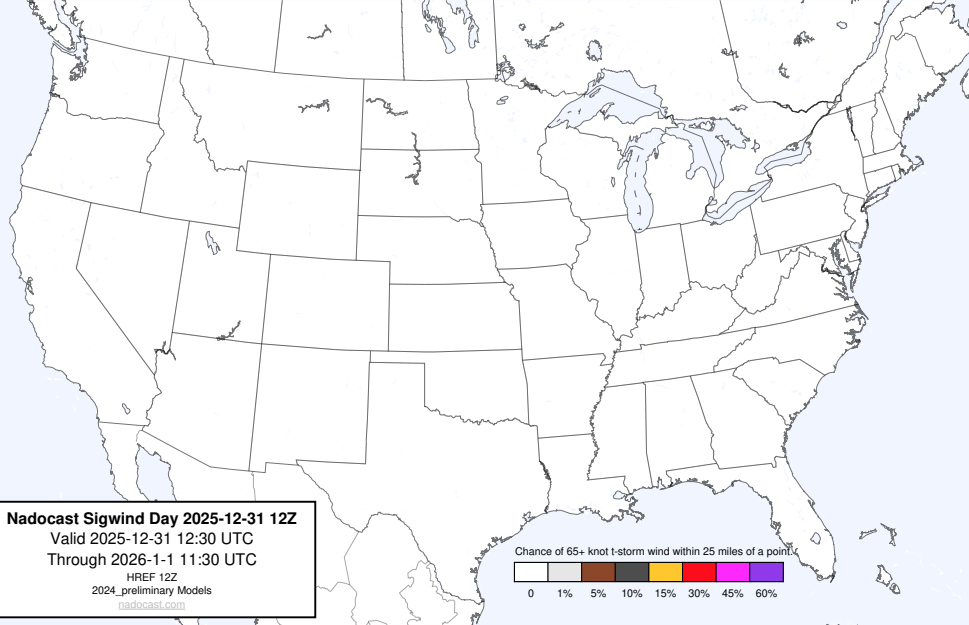 Nadocast Sigwind Day 2025-12-31 12Z
Valid 2025-12-31 12:30 UTC
Through 2026-1-1 11:30 UTC
HREF 12Z
2024_preliminary Models
nadocast.com
Chance of 65+ knot t-storm wind within 25 miles of a point.
0 1% 5% 10% 15% 30% 45% 60%